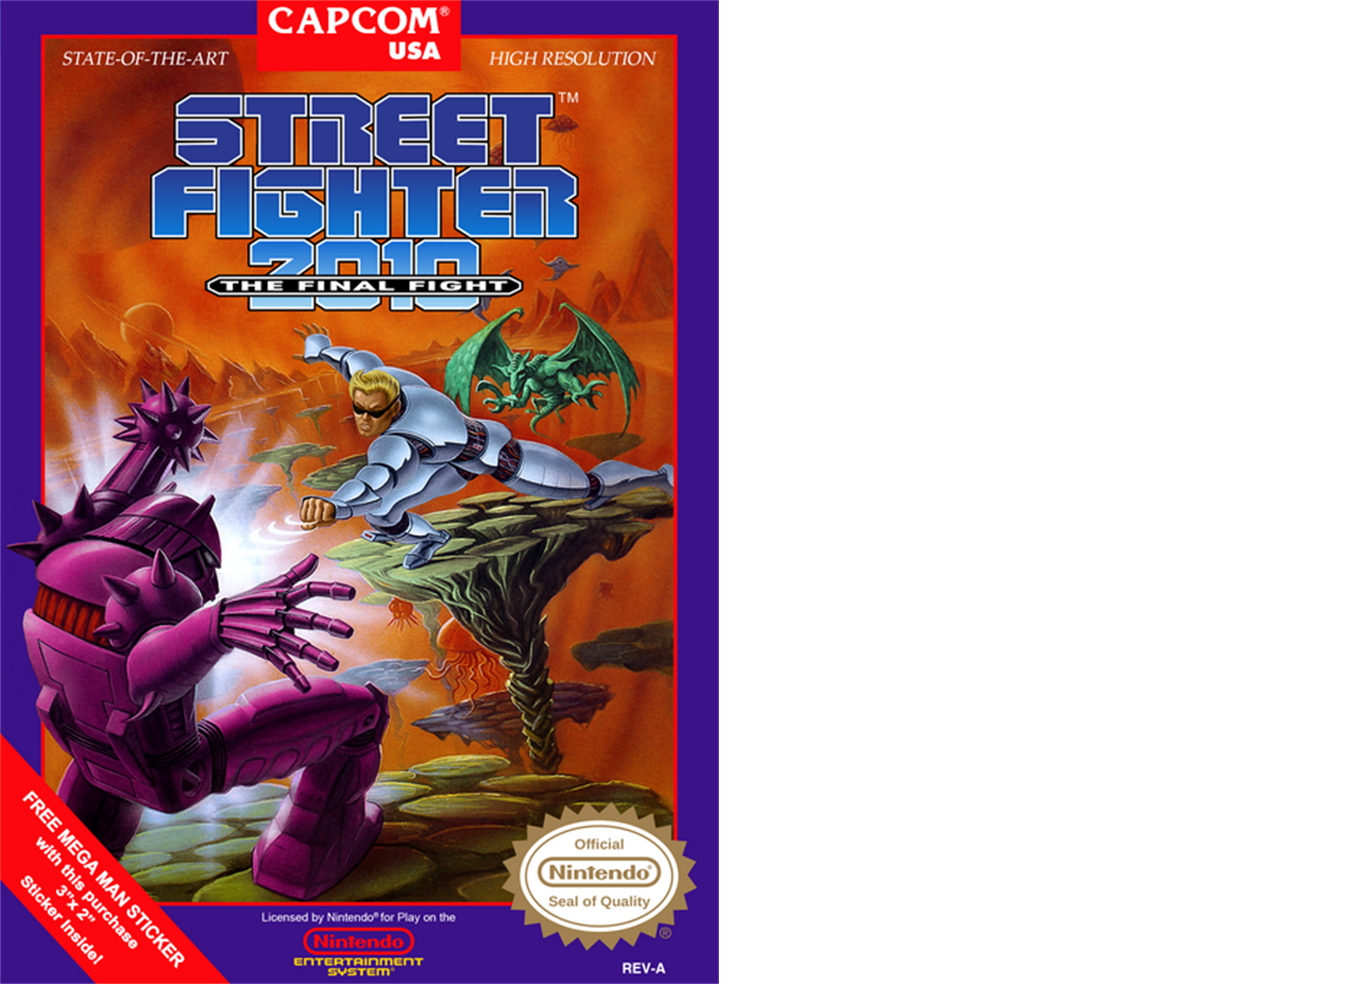 CAPCOM®
USA
STATE-OF-THE-ART
HIGH RESOLUTION
STREET™
FIGHTER
2010
THE FINAL FIGHT
FREE MEGA MAN STICKER
with this purchase
3"x 2"
Sticker Inside!
Official
Nintendo®
Seal of Quality
®
Licensed by Nintendo® for Play on the
Nintendo
ENTERTAINMENT
SYSTEM®
REV-A